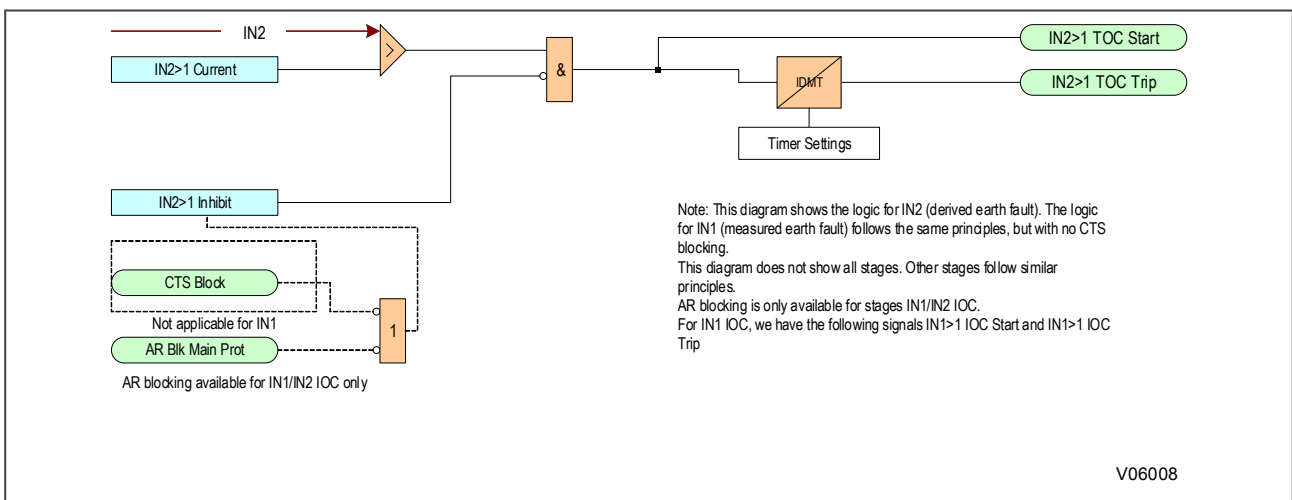 IN2
IN2>1 TOC Start
IN2>1 Current
>
&
IDMT
IN2>1 TOC Trip
Timer Settings
IN2>1 Inhibit
Note: This diagram shows the logic for IN2 (derived earth fault). The logic
for IN1 (measured earth fault) follows the same principles, but with no CTS
blocking.
This diagram does not show all stages. Other stages follow similar
principles.
AR blocking is only available for stages IN1/IN2 IOC.
For IN1 IOC, we have the following signals IN1>1 IOC Start and IN1>1 IOC
Trip
CTS Block
Not applicable for IN1
1
AR Blk Main Prot
AR blocking available for IN1/IN2 IOC only
V06008